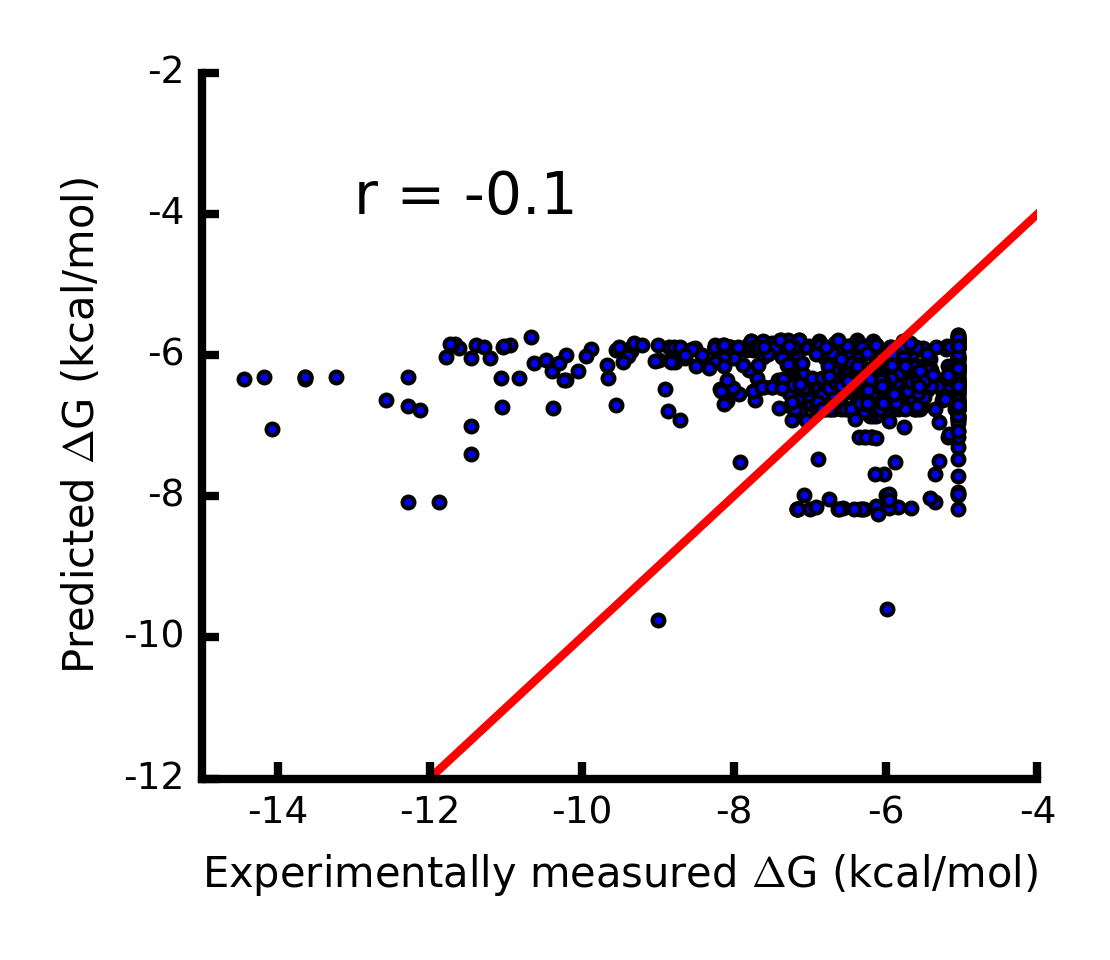 -2
r = -0.1
-4
-6
-8
-10
-12
Predicted ΔG (kcal/mol)
-14 -12 -10 -8 -6 -4
Experimentally measured ΔG (kcal/mol)